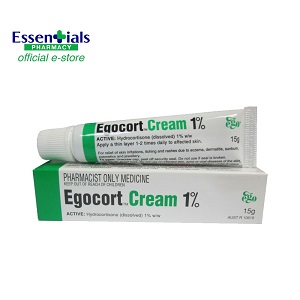 Essentials
PHARMACY
official e-store
Egocort Cream 1%
ACTIVE: Hydrocortisone (dissolved) 1% w/w
Apply a thin layer 1-2 times daily to affected skin.
15g
ego
PHARMACIST ONLY MEDICINE
KEEP OUT OF REACH OF CHILDREN
Egocort Cream 1%
ACTIVE: Hydrocortisone (dissolved) 1% w/w
ego
15g